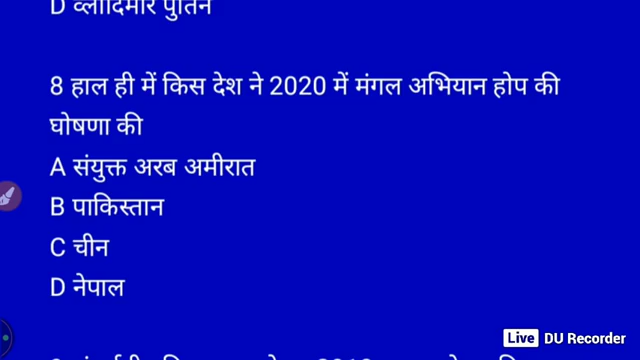 D व्लादिमीर पुतिन
8 हाल ही में किस देश ने 2020 में मंगल अभियान होप की
घोषणा की
A संयुक्त अरब अमीरात
B पाकिस्तान
C चीन
D नेपाल
Live DU Recorder